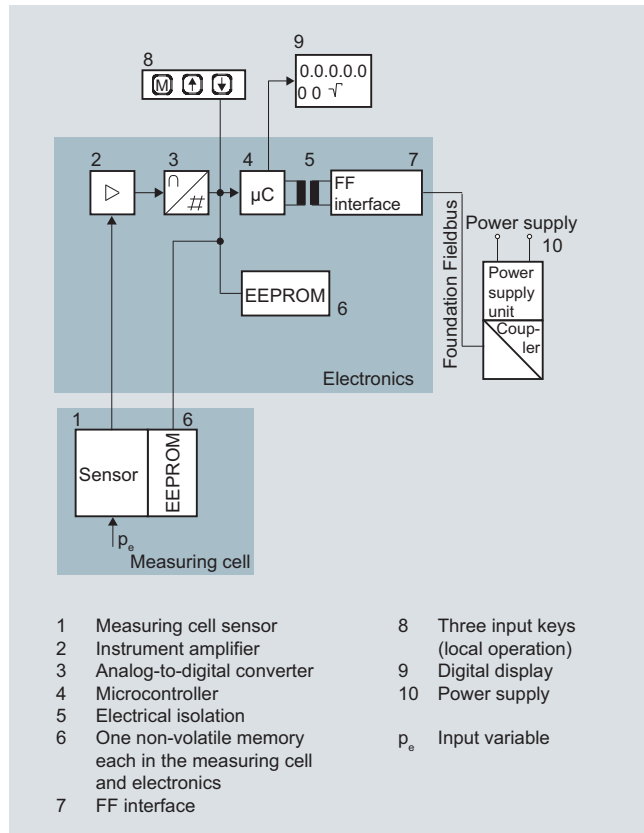 8
9
M
0.0.0.0.0
0 0 √
2
3
4
5
7
∩
#
µC
FF
interface
Foundation Fieldbus
Power supply
10
Power
supply
unit
Coup-
ler
EEPROM
6
Electronics
1
6
Sensor
EEPROM
pₑ
Measuring cell
1 Measuring cell sensor
2 Instrument amplifier
3 Analog-to-digital converter
4 Microcontroller
5 Electrical isolation
6 One non-volatile memory
each in the measuring cell
and electronics
7 FF interface
8 Three input keys
(local operation)
9 Digital display
10 Power supply
pₑ Input variable